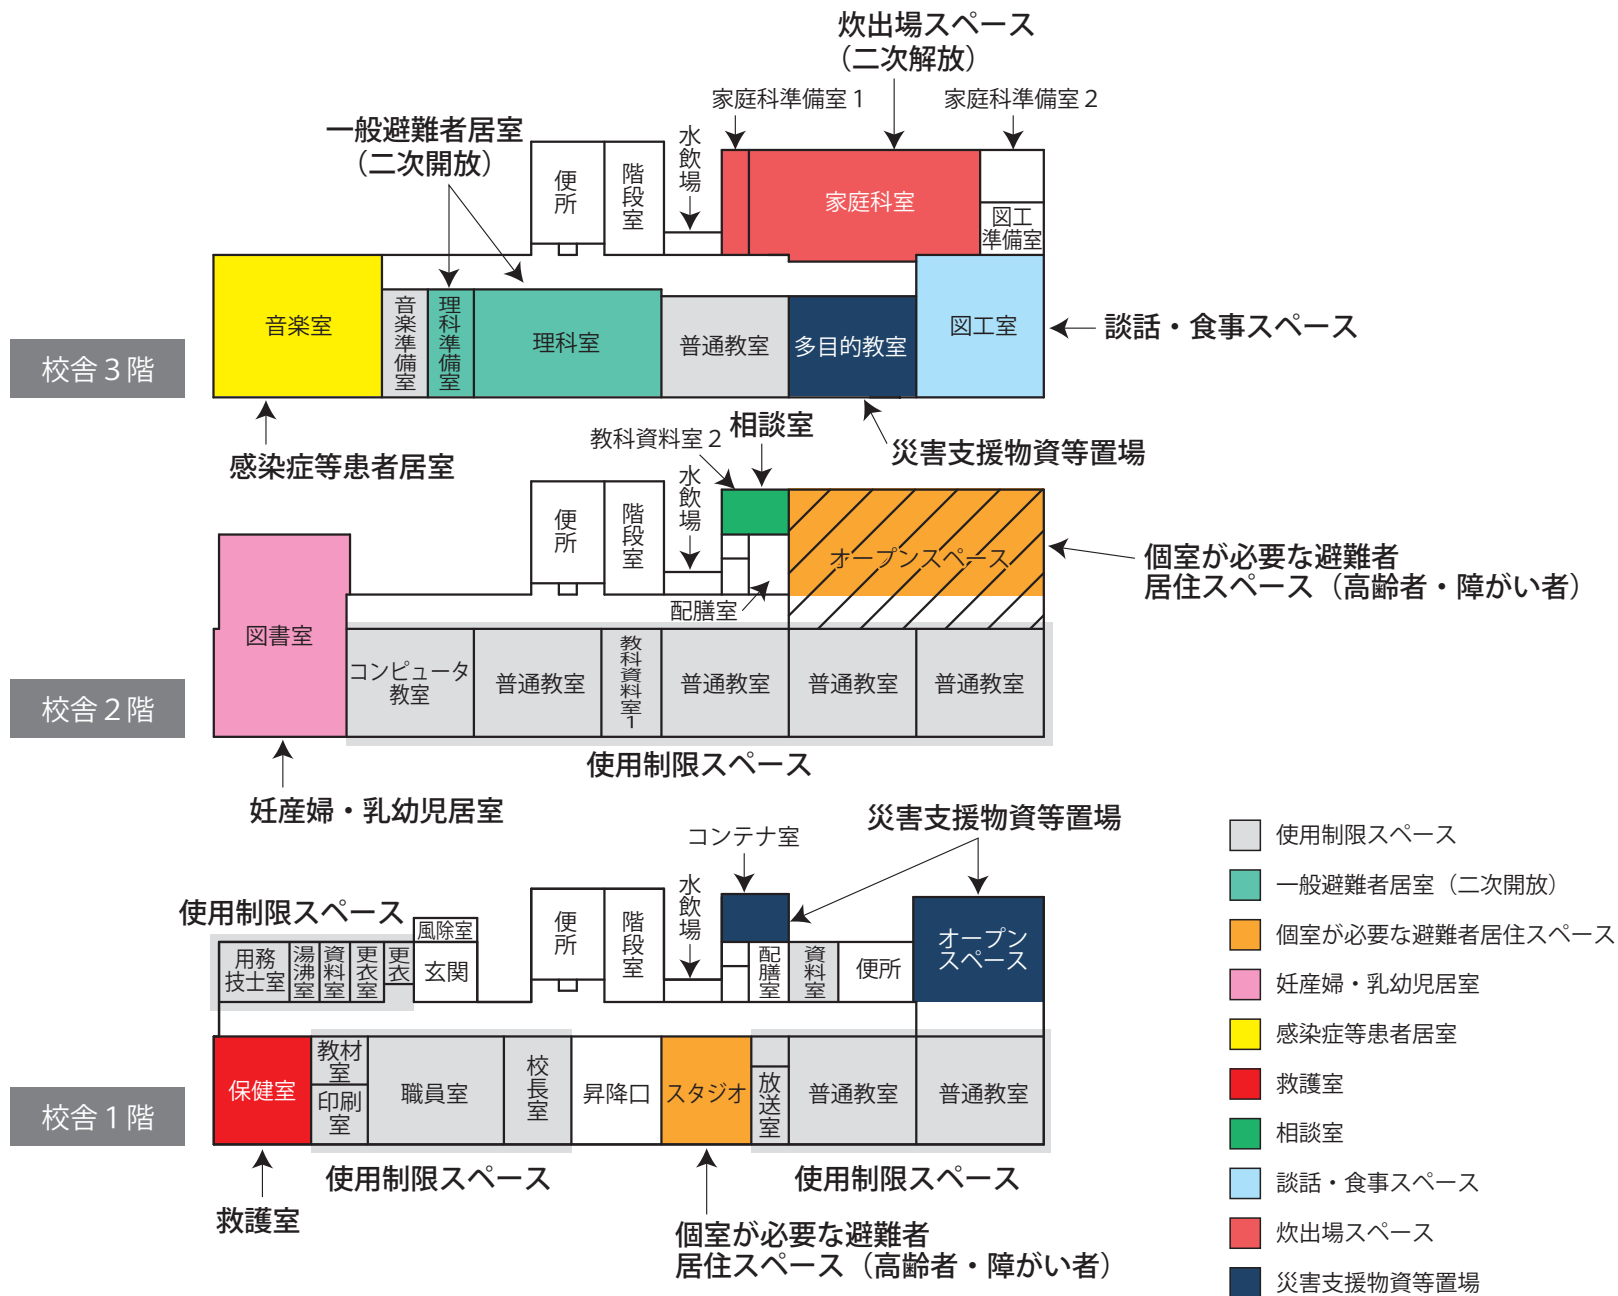 炊出場スペース
（二次解放）
家庭科準備室１
家庭科準備室２
一般避難者居室
（二次開放）
水飲場
便所
階段室
家庭科室
図工
準備室
音楽室
音楽準備室
理科準備室
理科室
普通教室
多目的教室
図工室
談話・食事スペース
校舎３階
感染症等患者居室
災害支援物資等置場
教科資料室２
相談室
水飲場
便所
階段室
オープンスペース
個室が必要な避難者
居住スペース（高齢者・障がい者）
配膳室
図書室
コンピュータ
教室
普通教室
教科資料室1
普通教室
普通教室
普通教室
校舎２階
使用制限スペース
妊産婦・乳幼児居室
災害支援物資等置場
コンテナ室
使用制限スペース
風除室
水飲場
便所
階段室
用務
技士室
湯沸室
資料室
更衣室
更衣
玄関
配膳室
資料室
便所
オープン
スペース
保健室
教材
室
印刷
室
職員室
校長室
昇降口
スタジオ
放送室
普通教室
普通教室
校舎１階
使用制限スペース
使用制限スペース
救護室
個室が必要な避難者
居住スペース（高齢者・障がい者）
使用制限スペース
一般避難者居室（二次開放）
個室が必要な避難者居住スペース
妊産婦・乳幼児居室
感染症等患者居室
救護室
相談室
談話・食事スペース
炊出場スペース
災害支援物資等置場